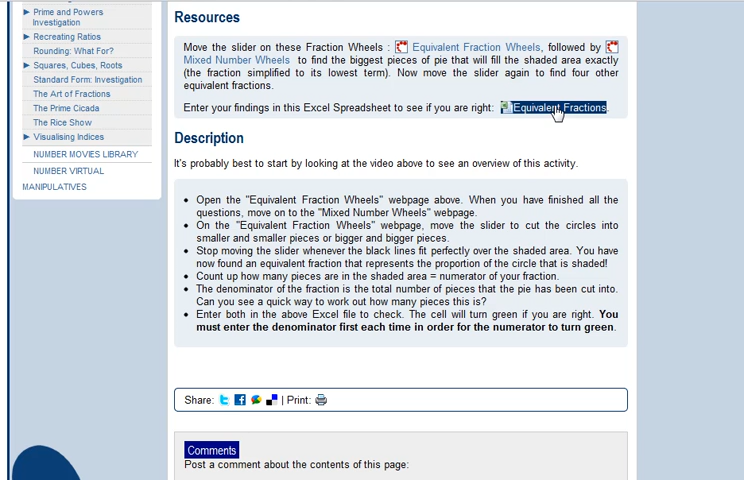 Prime and Powers
Investigation
Recreating Ratios
Rounding: What For?
Squares, Cubes, Roots
Standard Form: Investigation
The Art of Fractions
The Prime Cicada
The Rice Show
Visualising Indices
NUMBER MOVIES LIBRARY
NUMBER VIRTUAL
MANIPULATIVES
Resources
Move the slider on these Fraction Wheels : Equivalent Fraction Wheels, followed by
Mixed Number Wheels to find the biggest pieces of pie that will fill the shaded area exactly
(the fraction simplified to its lowest term). Now move the slider again to find four other
equivalent fractions.
Enter your findings in this Excel Spreadsheet to see if you are right: Equivalent Fractions.
Description
It's probably best to start by looking at the video above to see an overview of this activity.
• Open the "Equivalent Fraction Wheels" webpage above. When you have finished all the
questions, move on to the "Mixed Number Wheels" webpage.
• On the "Equivalent Fraction Wheels" webpage, move the slider to cut the circles into
smaller and smaller pieces or bigger and bigger pieces.
• Stop moving the slider whenever the black lines fit perfectly over the shaded area. You have
now found an equivalent fraction that represents the proportion of the circle that is shaded!
• Count up how many pieces are in the shaded area = numerator of your fraction.
• The denominator of the fraction is the total number of pieces that the pie has been cut into.
Can you see a quick way to work out how many pieces this is?
• Enter both in the above Excel file to check. The cell will turn green if you are right. You
must enter the denominator first each time in order for the numerator to turn green.
Share: | Print:
Comments
Post a comment about the contents of this page: